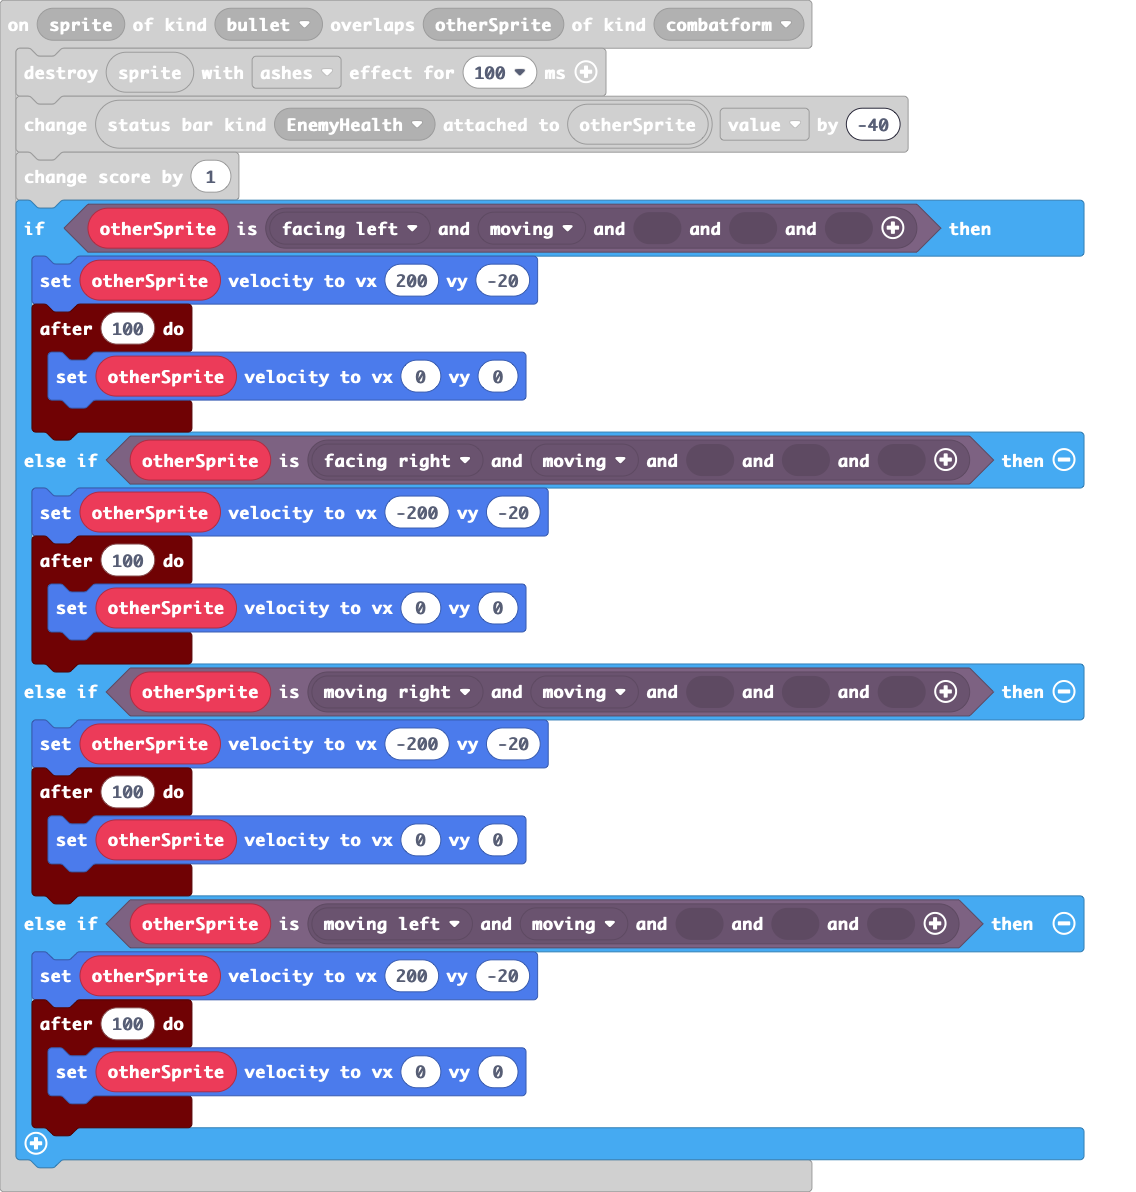 on sprite of kind bullet overlaps otherSprite of kind combatform
destroy sprite with ashes effect for 100 ms
change status bar kind EnemyHealth attached to otherSprite value by -40
change score by 1
if otherSprite is facing left and moving and and and then
set otherSprite velocity to vx 200 vy -20
after 100 do
set otherSprite velocity to vx 0 vy 0
else if otherSprite is facing right and moving and and and then
set otherSprite velocity to vx -200 vy -20
after 100 do
set otherSprite velocity to vx 0 vy 0
else if otherSprite is moving right and moving and and and then
set otherSprite velocity to vx -200 vy -20
after 100 do
set otherSprite velocity to vx 0 vy 0
else if otherSprite is moving left and moving and and and then
set otherSprite velocity to vx 200 vy -20
after 100 do
set otherSprite velocity to vx 0 vy 0